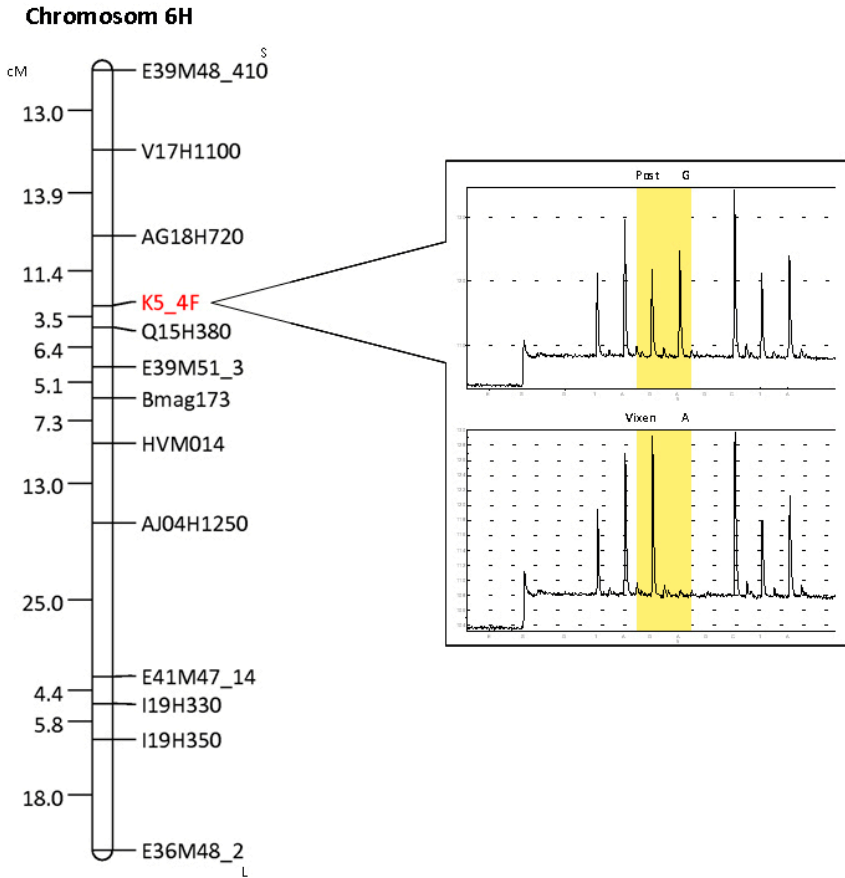 Chromosom 6H
S
cM
E39M48_410
13.0
V17H1100
13.9
AG18H720
11.4
K5_4F
3.5
Q15H380
6.4
E39M51_3
5.1
Bmag173
7.3
HVM014
13.0
AJ04H1250
25.0
E41M47_14
4.4
I19H330
5.8
I19H350
18.0
E36M48_2
L
Post G
Vixen A